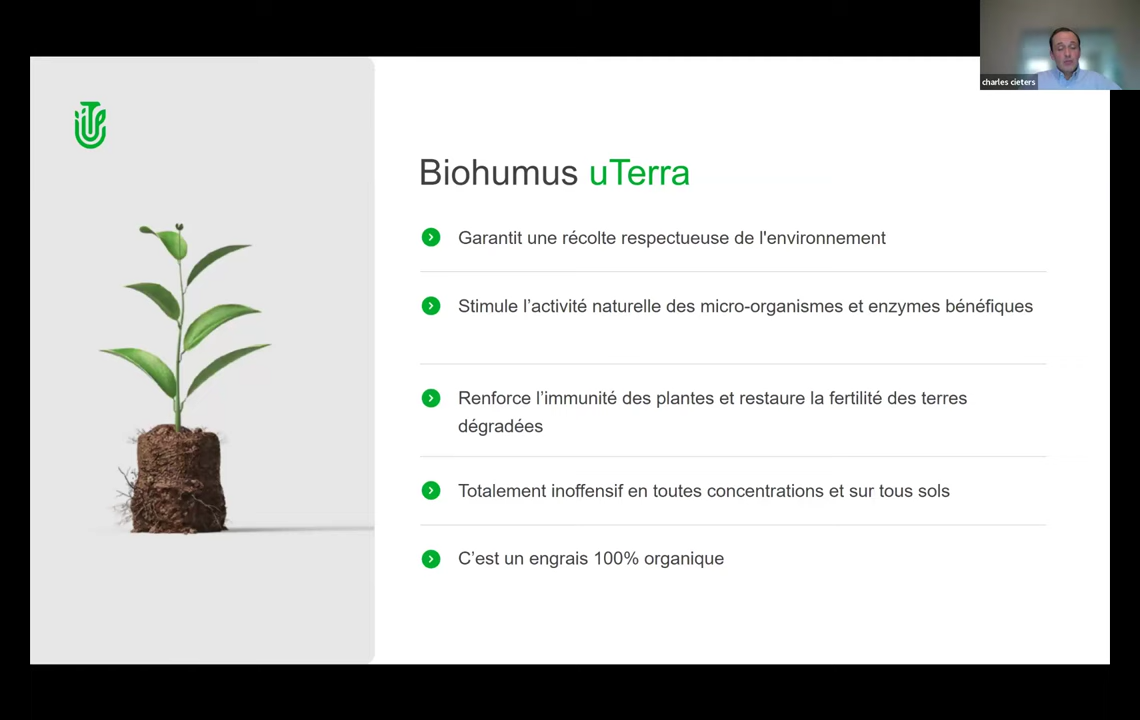 charles cieters
Biohumus uTerra
Garantit une récolte respectueuse de l'environnement
Stimule l’activité naturelle des micro-organismes et enzymes bénéfiques
Renforce l’immunité des plantes et restaure la fertilité des terres
dégradées
Totalement inoffensif en toutes concentrations et sur tous sols
C’est un engrais 100% organique